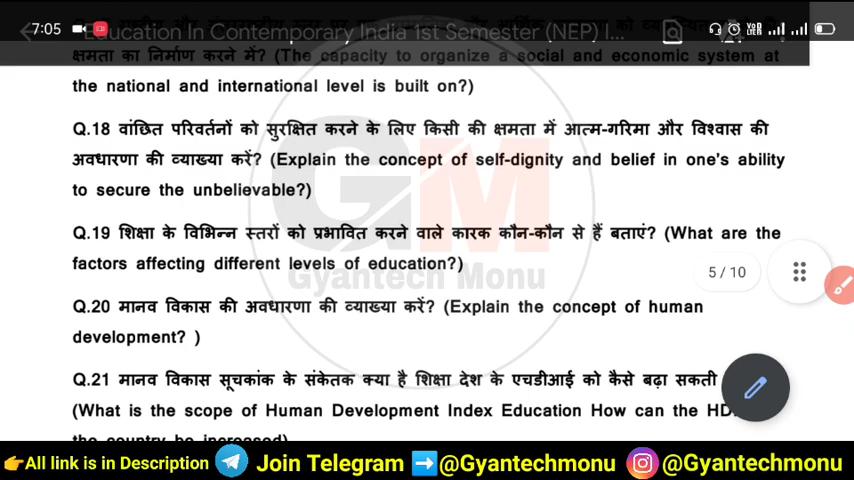 7:05
Education In Contemporary India 1st Semester (NEP) I...
क्षमता का निर्माण करने में? (The capacity to organize a social and economic system at
the national and international level is built on?)
Q.18 वांछित परिवर्तनों को सुरक्षित करने के लिए किसी की क्षमता में आत्म-गरिमा और विश्वास की
अवधारणा की व्याख्या करें? (Explain the concept of self-dignity and belief in one's ability
to secure the unbelievable?)
Q.19 शिक्षा के विभिन्न स्तरों को प्रभावित करने वाले कारक कौन-कौन से हैं बताएं? (What are the
factors affecting different levels of education?)
5 / 10
GM
Gyantech Monu
Q.20 मानव विकास की अवधारणा की व्याख्या करें? (Explain the concept of human
development? )
Q.21 मानव विकास सूचकांक के संकेतक क्या है शिक्षा देश के एचडीआई को कैसे बढ़ा सकती
(What is the scope of Human Development Index Education How can the HD
the country be increased)
👉All link is in Description Join Telegram ➡@Gyantechmonu @Gyantechmonu